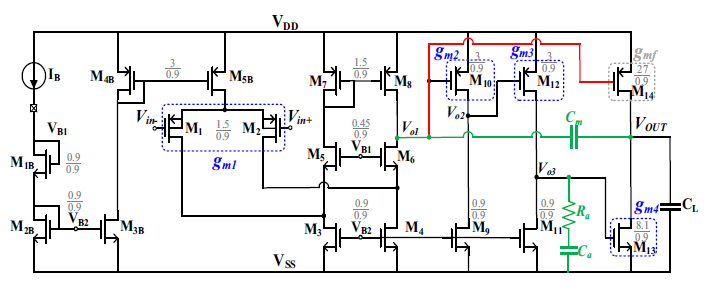 V_DD
g_m2
g_m3
g_mf
I_B
M_4B
3
0.9
M_5B
1.5
0.9
M_7
M_8
3
0.9
M_10
3
0.9
M_12
27
0.9
M_14
V_in-
M_1
1.5
0.9
M_2
V_in+
V_o1
V_o2
C_m
V_OUT
V_B1
0.45
0.9
V_B1
M_5
M_6
g_m1
M_1B
0.9
0.9
V_o3
0.9
0.9
V_B2
M_2B
M_3B
0.9
0.9
V_B2
M_3
M_4
0.9
0.9
M_9
0.9
0.9
M_11
R_a
C_a
g_m4
8.1
0.9
M_13
C_L
V_SS